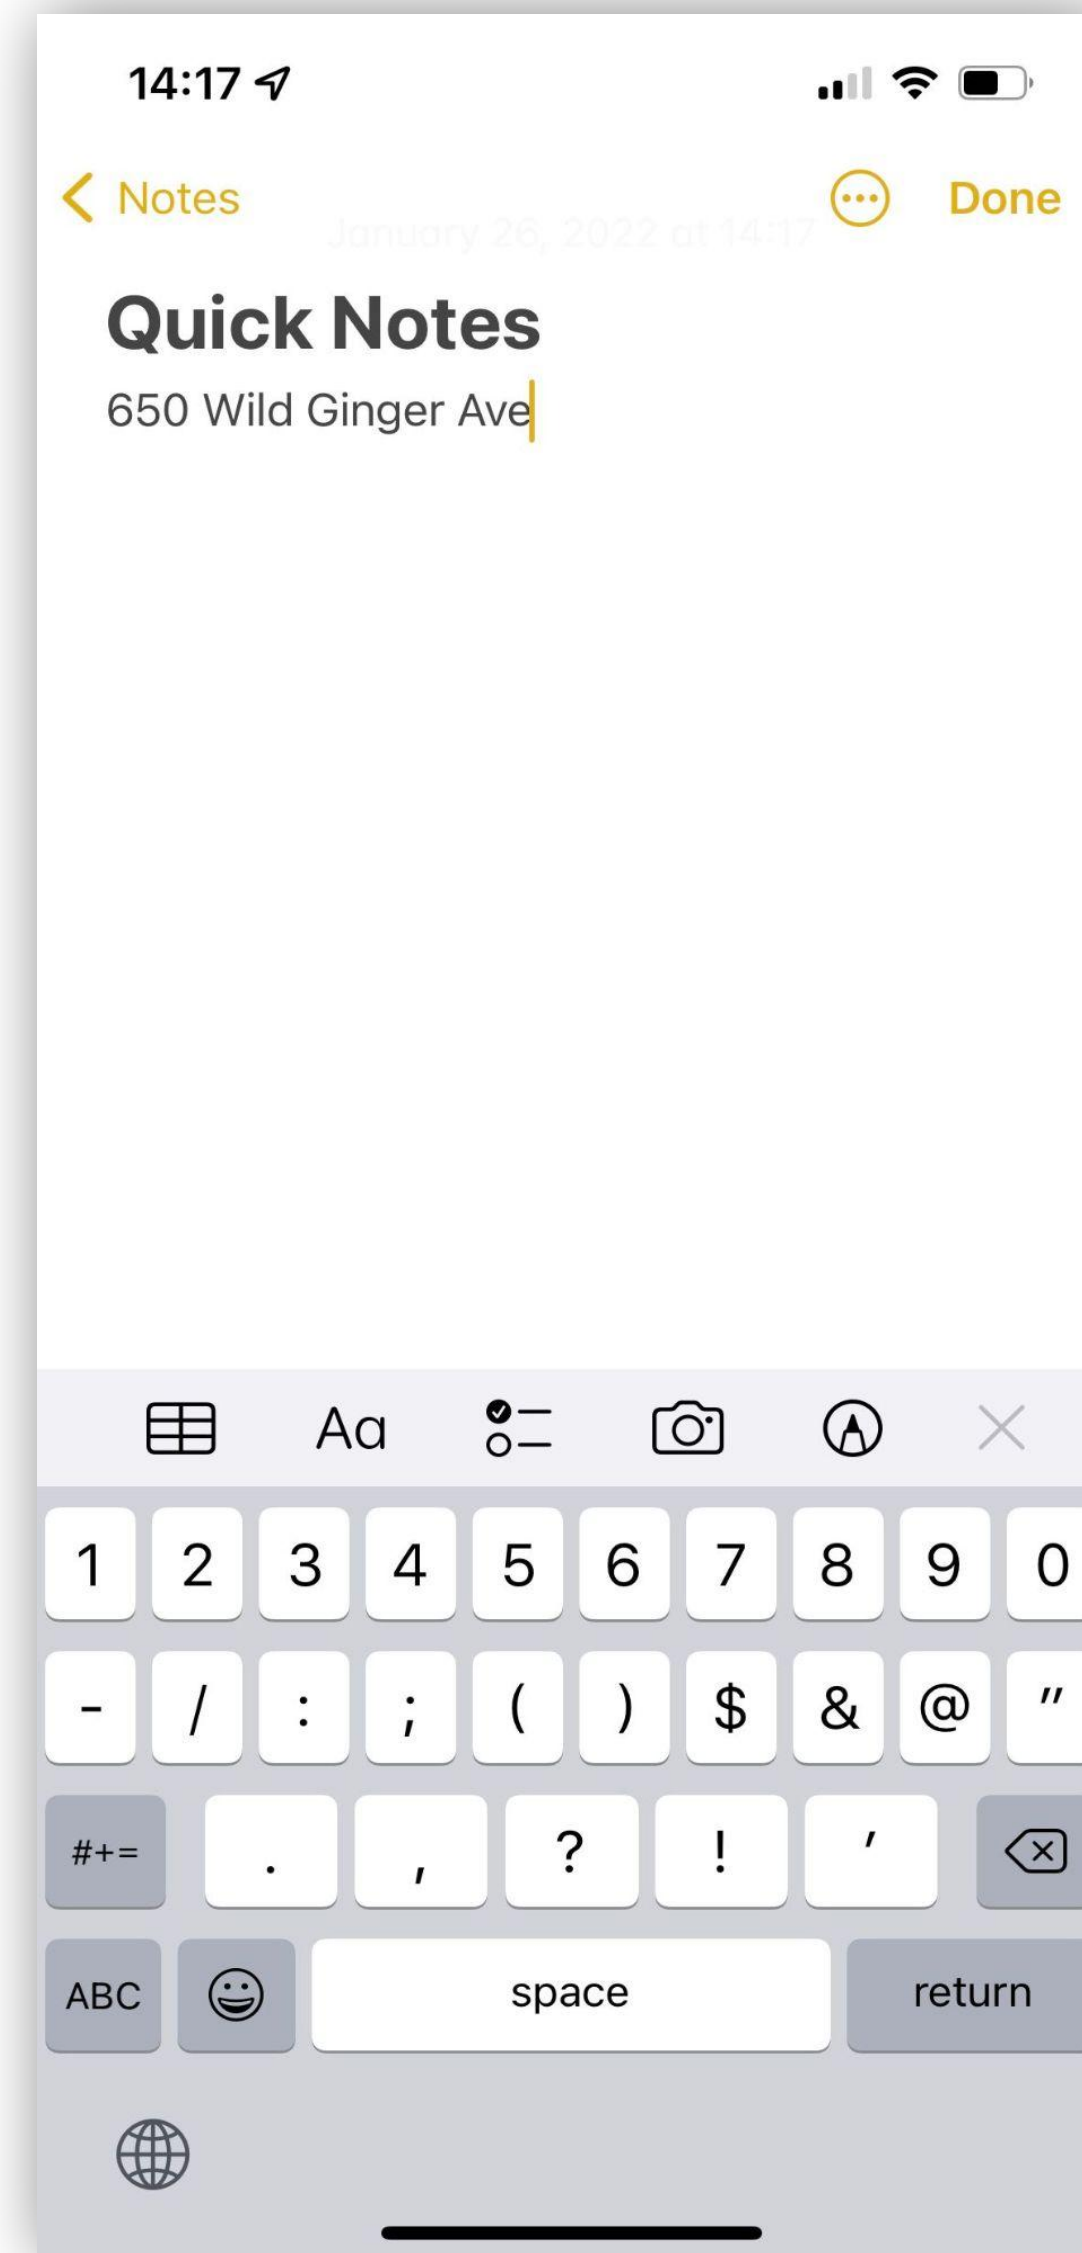 14:17
Notes
Done
January 26, 2022 at 14:17
Quick Notes
650 Wild Ginger Ave
Aa
1 2 3 4 5 6 7 8 9 0
- / : ; ( ) $ & @ "
#+= . , ? ! '
ABC space return